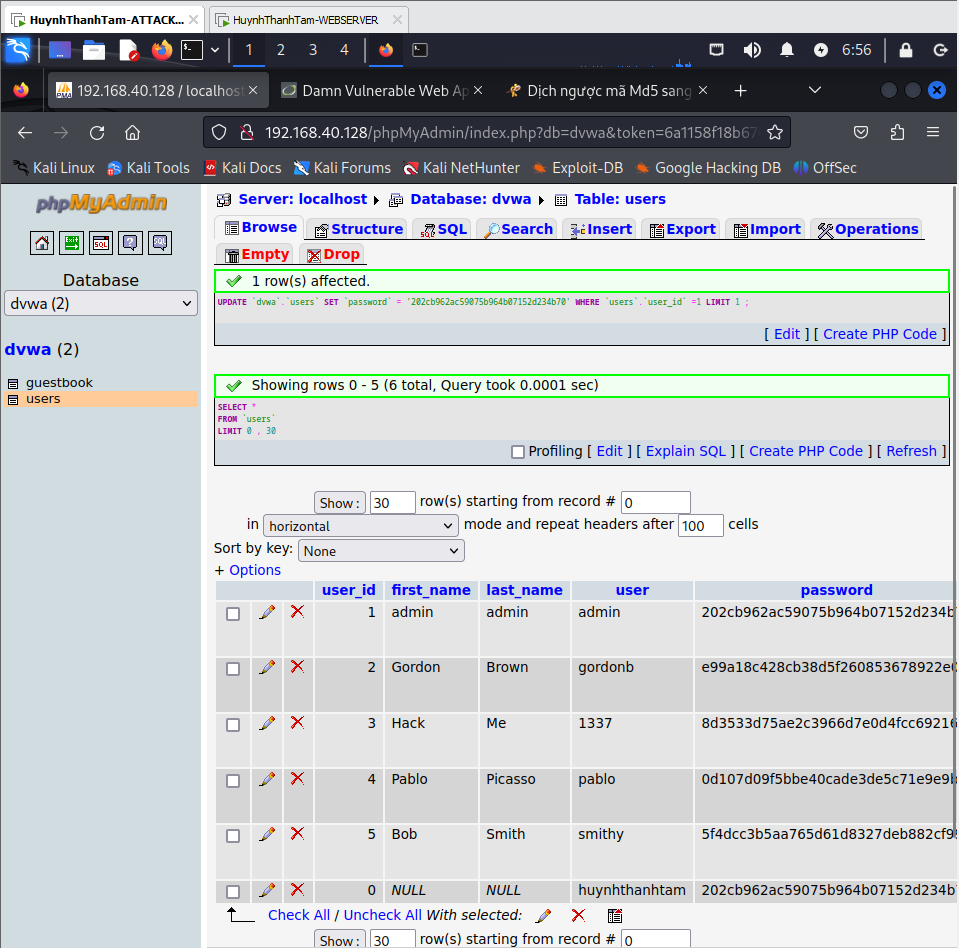 HuynhThanhTam-ATTACK... HuynhThanhTam-WEBSERVER
1 2 3 4 6:56
192.168.40.128 / localhos Damn Vulnerable Web Ap Dịch ngược mã Md5 sang
192.168.40.128/phpMyAdmin/index.php?db=dvwa&token=6a1158f18b67
Kali Linux Kali Tools Kali Docs Kali Forums Kali NetHunter Exploit-DB Google Hacking DB OffSec
phpMyAdmin
SQL
Database
dvwa (2)
dvwa (2)
guestbook
users
Server: localhost Database: dvwa Table: users
Browse Structure SQL Search Insert Export Import Operations
Empty Drop
1 row(s) affected.
UPDATE `dvwa`.`users` SET `password` = '202cb962ac59075b964b07152d234b70' WHERE `users`.`user_id` =1 LIMIT 1 ;
[ Edit ] [ Create PHP Code ]
Showing rows 0 - 5 (6 total, Query took 0.0001 sec)
SELECT *
FROM `users`
LIMIT 0 , 30
Profiling [ Edit ] [ Explain SQL ] [ Create PHP Code ] [ Refresh ]
Show : 30 row(s) starting from record # 0
in horizontal mode and repeat headers after 100 cells
Sort by key: None
+ Options
user_id first_name last_name user password
1 admin admin admin 202cb962ac59075b964b07152d234b
2 Gordon Brown gordonb e99a18c428cb38d5f260853678922e
3 Hack Me 1337 8d3533d75ae2c3966d7e0d4fcc69216
4 Pablo Picasso pablo 0d107d09f5bbe40cade3de5c71e9e9b
5 Bob Smith smithy 5f4dcc3b5aa765d61d8327deb882cf9
0 NULL NULL huynhthanhtam 202cb962ac59075b964b07152d234b
Check All / Uncheck All With selected:
Show : 30 row(s) starting from record # 0